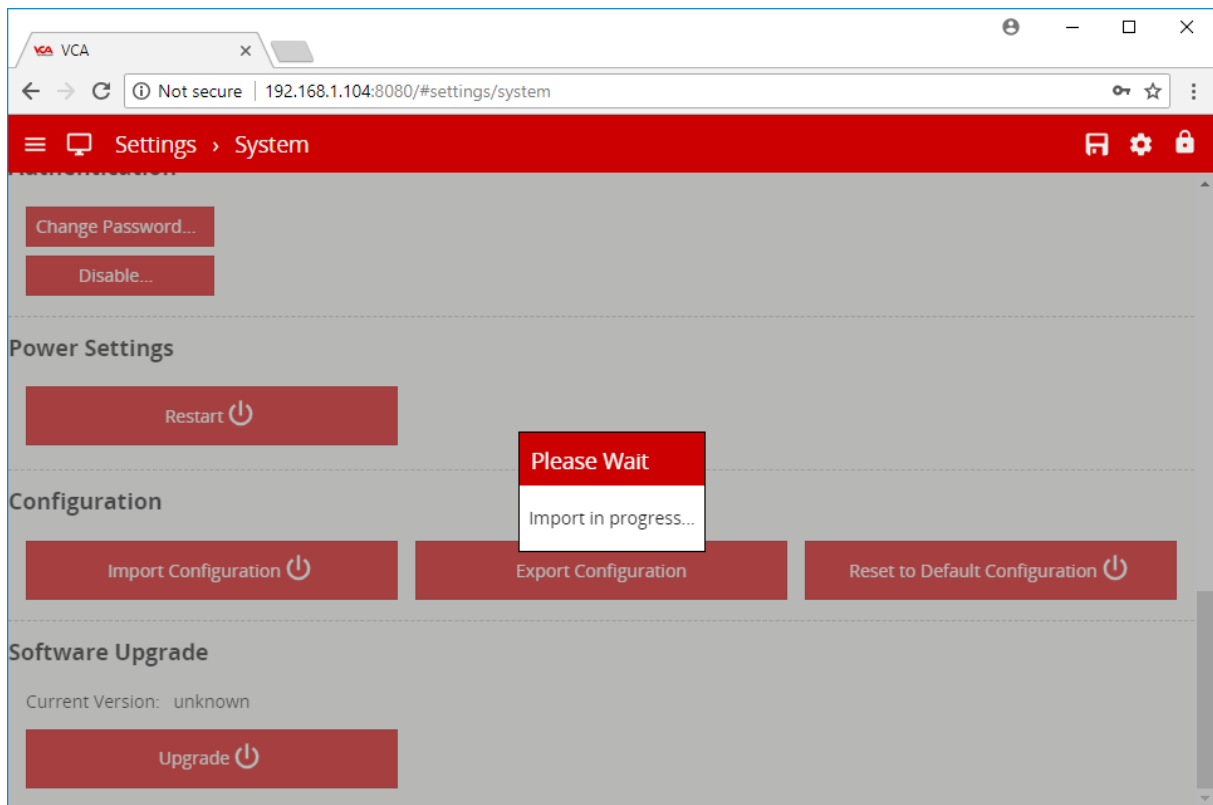 VCA VCA
Not secure | 192.168.1.104:8080/#settings/system
Settings › System
Authentication
Change Password...
Disable...
Power Settings
Restart
Please Wait
Import in progress...
Configuration
Import Configuration
Export Configuration
Reset to Default Configuration
Software Upgrade
Current Version: unknown
Upgrade